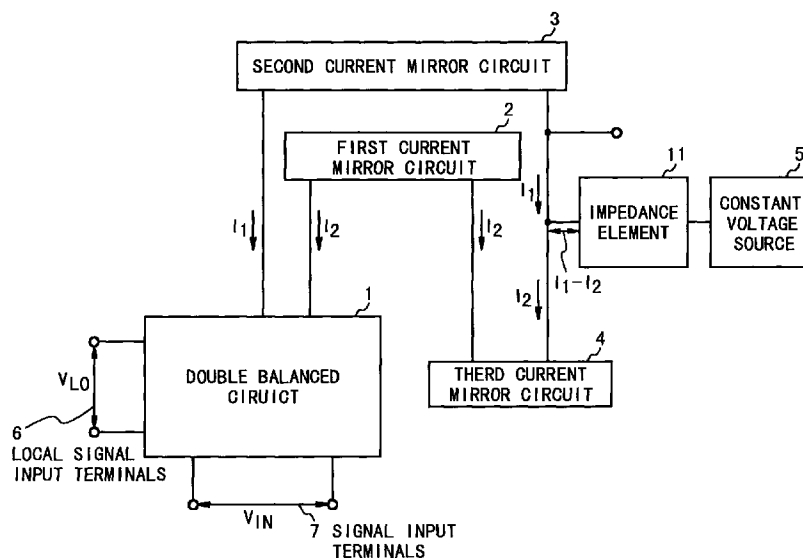 3
SECOND CURRENT MIRROR CIRCUIT
2
FIRST CURRENT
MIRROR CIRCUIT
11
IMPEDANCE
ELEMENT
5
CONSTANT
VOLTAGE
SOURCE
I1
I2
I2
I1
I1-I2
I2
1
DOUBLE BALANCED
CIRUICT
4
THERD CURRENT
MIRROR CIRCUIT
VLO
6
LOCAL SIGNAL
INPUT TERMINALS
VIN
7 SIGNAL INPUT
TERMINALS